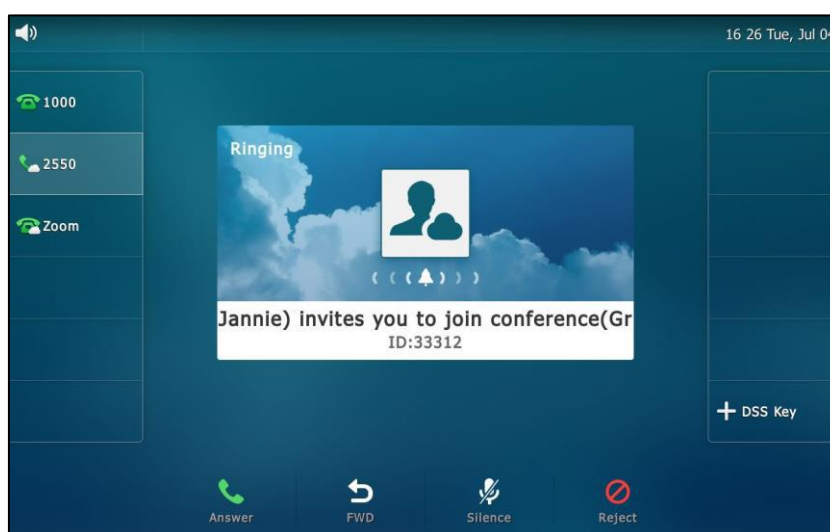 16 26 Tue, Jul 04
1000
2550
Zoom
Ringing
Jannie) invites you to join conference(Gr
ID:33312
DSS Key
Answer
FWD
Silence
Reject